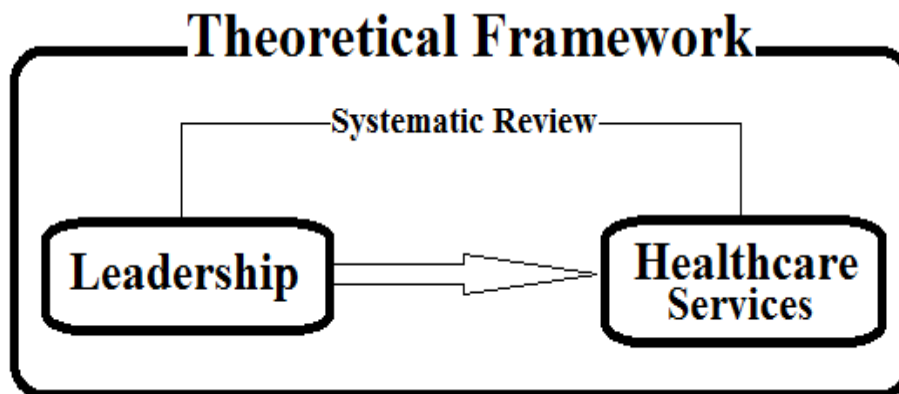 Theoretical Framework
Systematic Review
Leadership
Healthcare
Services